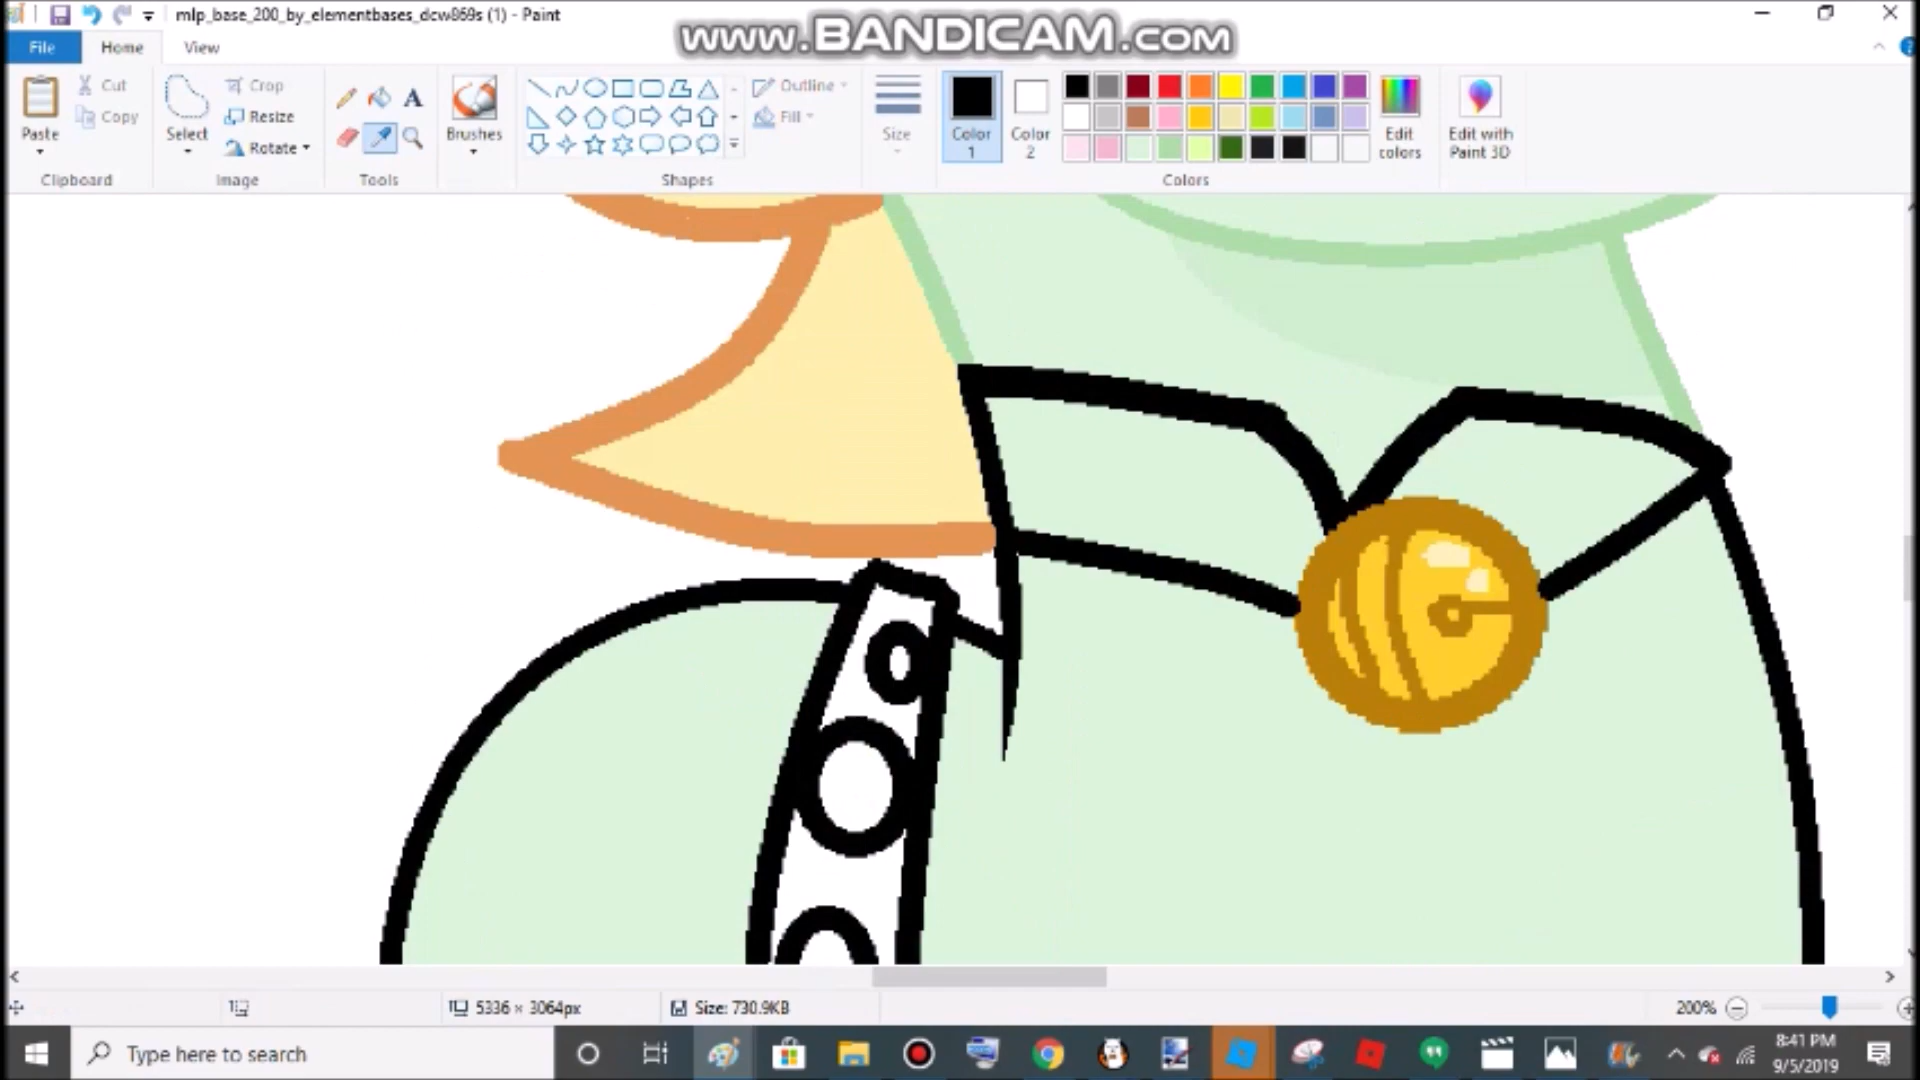 mlp_base_200_by_elementbases_dcw869s (1) - Paint
www.BANDICAM.com
File Home View
Paste
Cut
Copy
Clipboard
Select
Crop
Resize
Rotate
Image
A
Tools
Brushes
Shapes
Outline
Fill
Size
Color 1
Color 2
Edit colors
Edit with Paint 3D
Colors
5336 × 3064px
Size: 730.9KB
200%
Type here to search
8:41 PM
9/5/2019